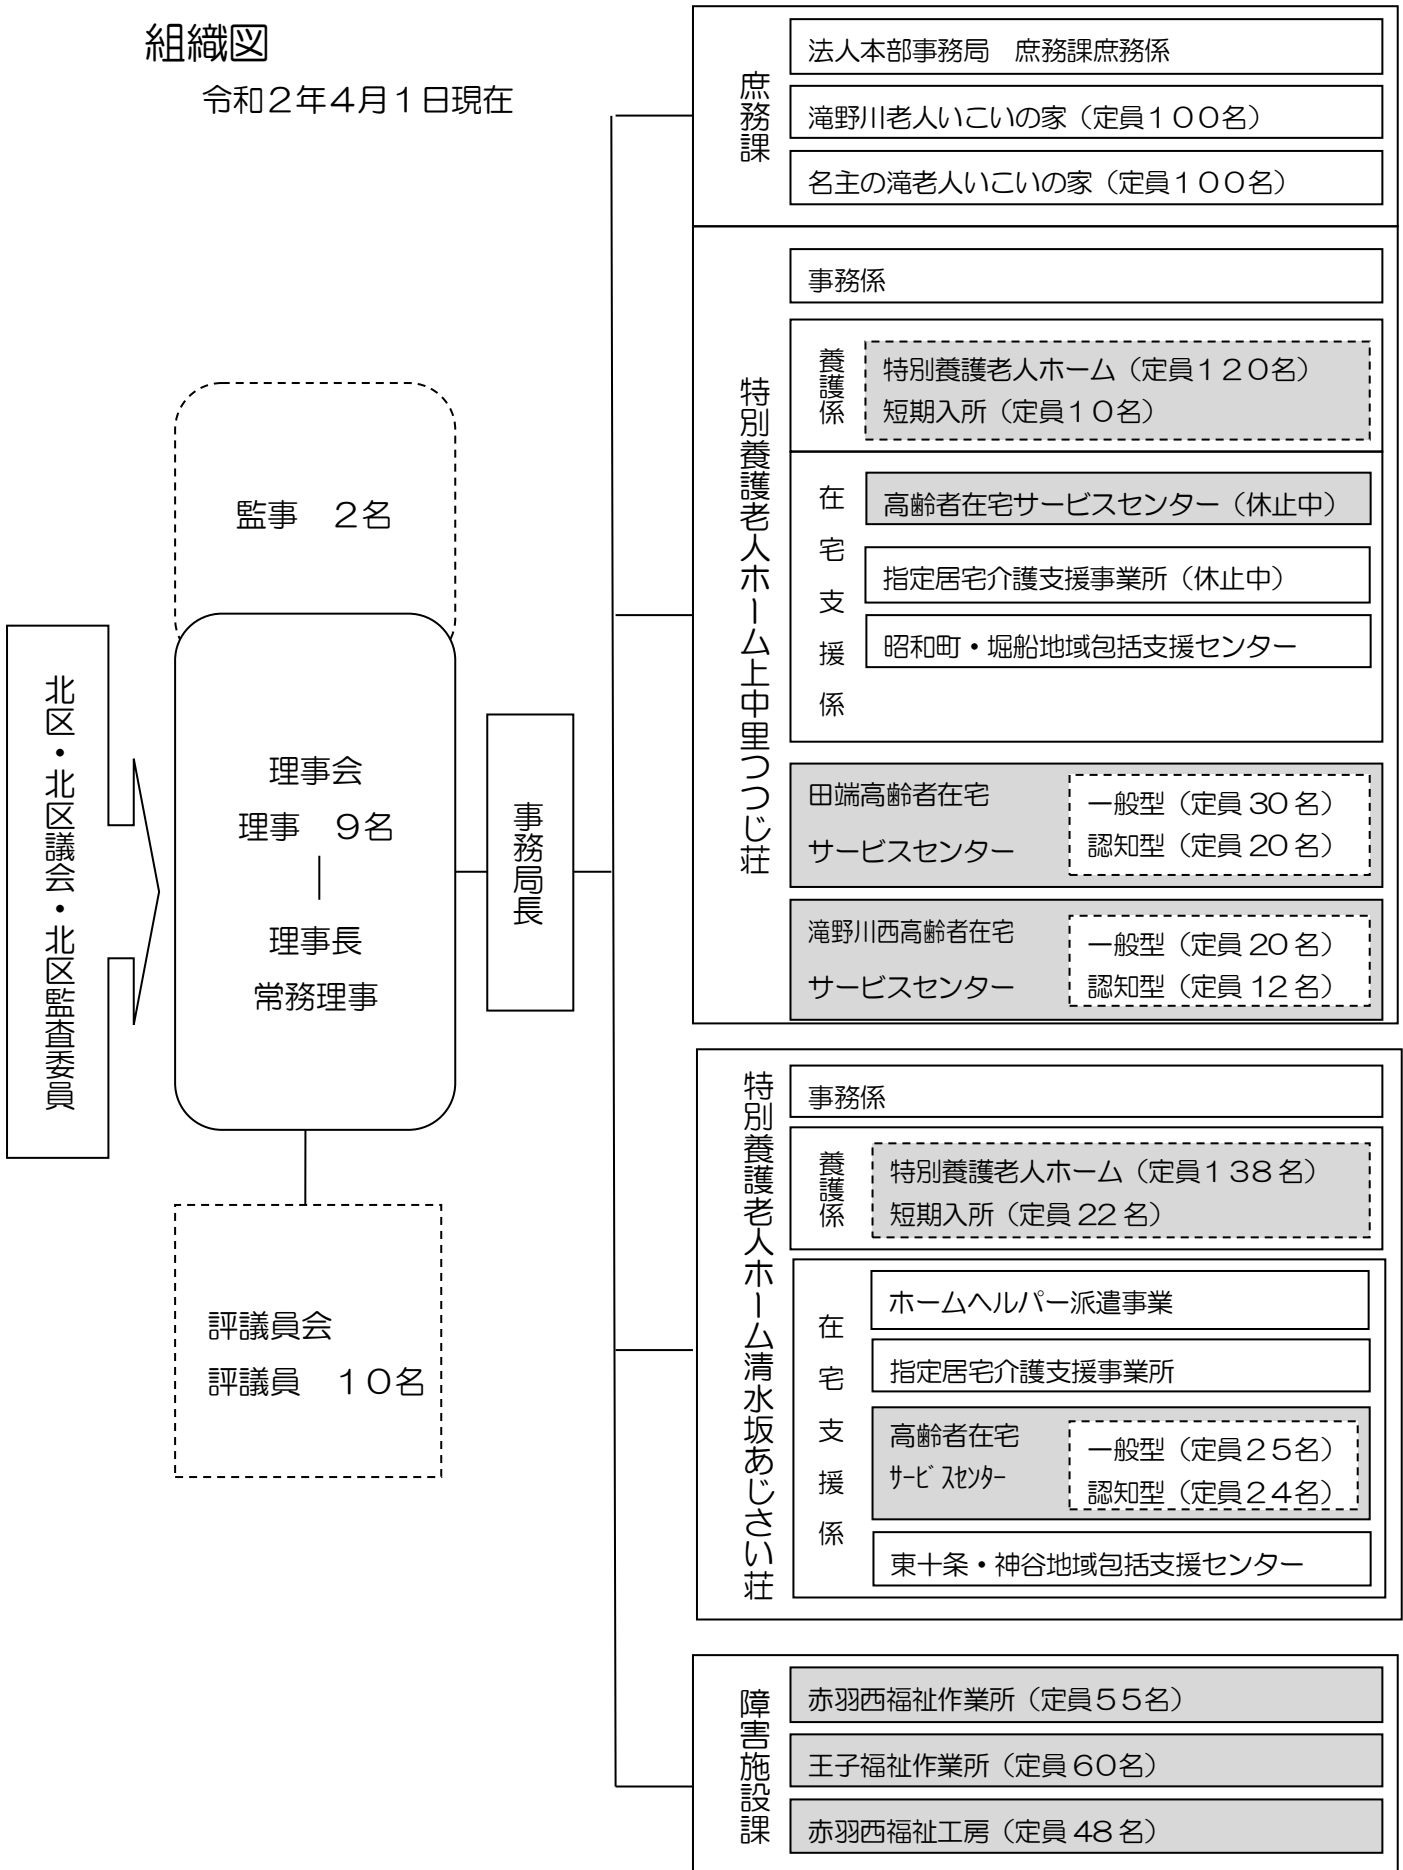 組織図
令和２年４月１日現在
北区・北区議会・北区監査委員
監事　２名
理事会
理事　９名
理事長
常務理事
評議員会
評議員　１０名
事務局長
庶務課
法人本部事務局　庶務課庶務係
滝野川老人いこいの家（定員１００名）
名主の滝老人いこいの家（定員１００名）
特別養護老人ホーム上中里つつじ荘
事務係
養護係
特別養護老人ホーム（定員１２０名）
短期入所（定員１０名）
在宅支援係
高齢者在宅サービスセンター（休止中）
指定居宅介護支援事業所（休止中）
昭和町・堀船地域包括支援センター
田端高齢者在宅
サービスセンター
一般型（定員 30 名）
認知型（定員 20 名）
滝野川西高齢者在宅
サービスセンター
一般型（定員 20 名）
認知型（定員 12 名）
特別養護老人ホーム清水坂あじさい荘
事務係
養護係
特別養護老人ホーム（定員１３８名）
短期入所（定員 22 名）
在宅支援係
ホームヘルパー派遣事業
指定居宅介護支援事業所
高齢者在宅
ｻｰﾋﾞｽｾﾝﾀｰ
一般型（定員２５名）
認知型（定員２４名）
東十条・神谷地域包括支援センター
障害施設課
赤羽西福祉作業所（定員５５名）
王子福祉作業所（定員 60名）
赤羽西福祉工房（定員 48 名）